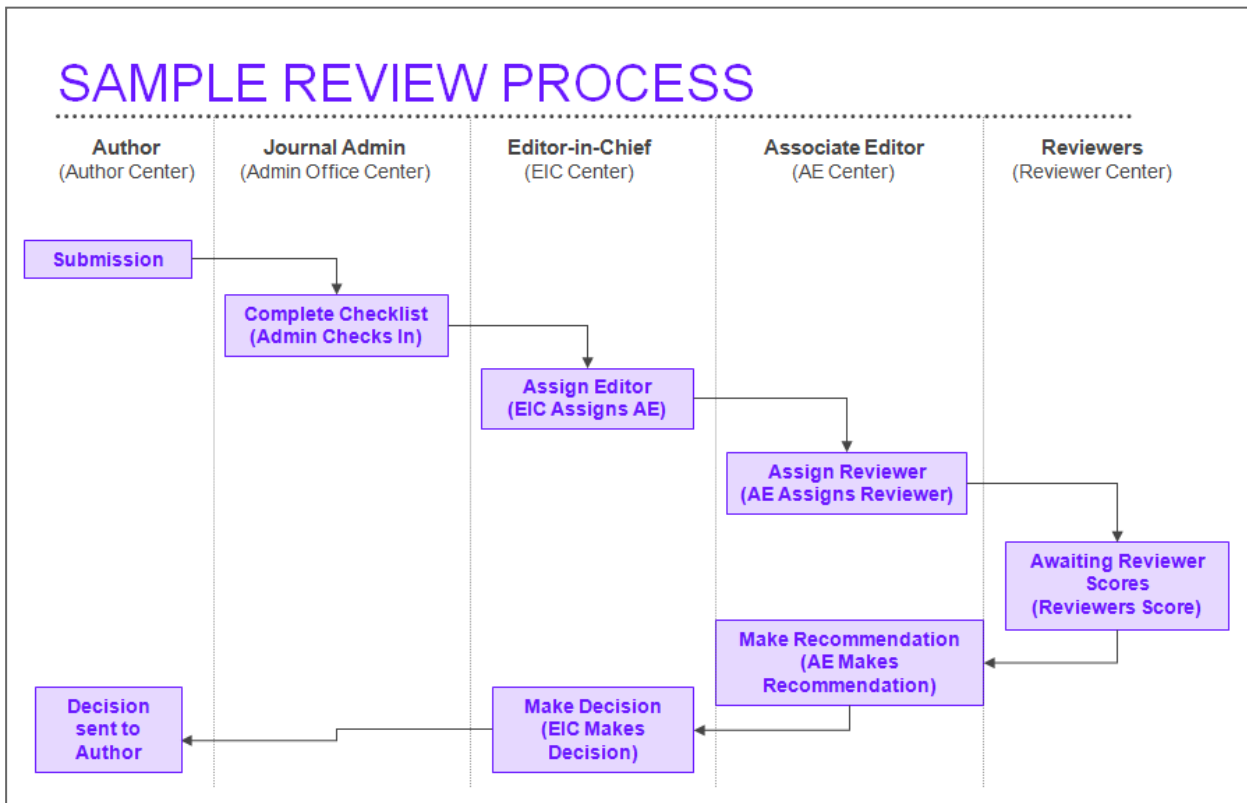 SAMPLE REVIEW PROCESS
Author
(Author Center)
Journal Admin
(Admin Office Center)
Editor-in-Chief
(EIC Center)
Associate Editor
(AE Center)
Reviewers
(Reviewer Center)
Submission
Complete Checklist
(Admin Checks In)
Assign Editor
(EIC Assigns AE)
Assign Reviewer
(AE Assigns Reviewer)
Awaiting Reviewer
Scores
(Reviewers Score)
Make Recommendation
(AE Makes
Recommendation)
Make Decision
(EIC Makes
Decision)
Decision
sent to
Author